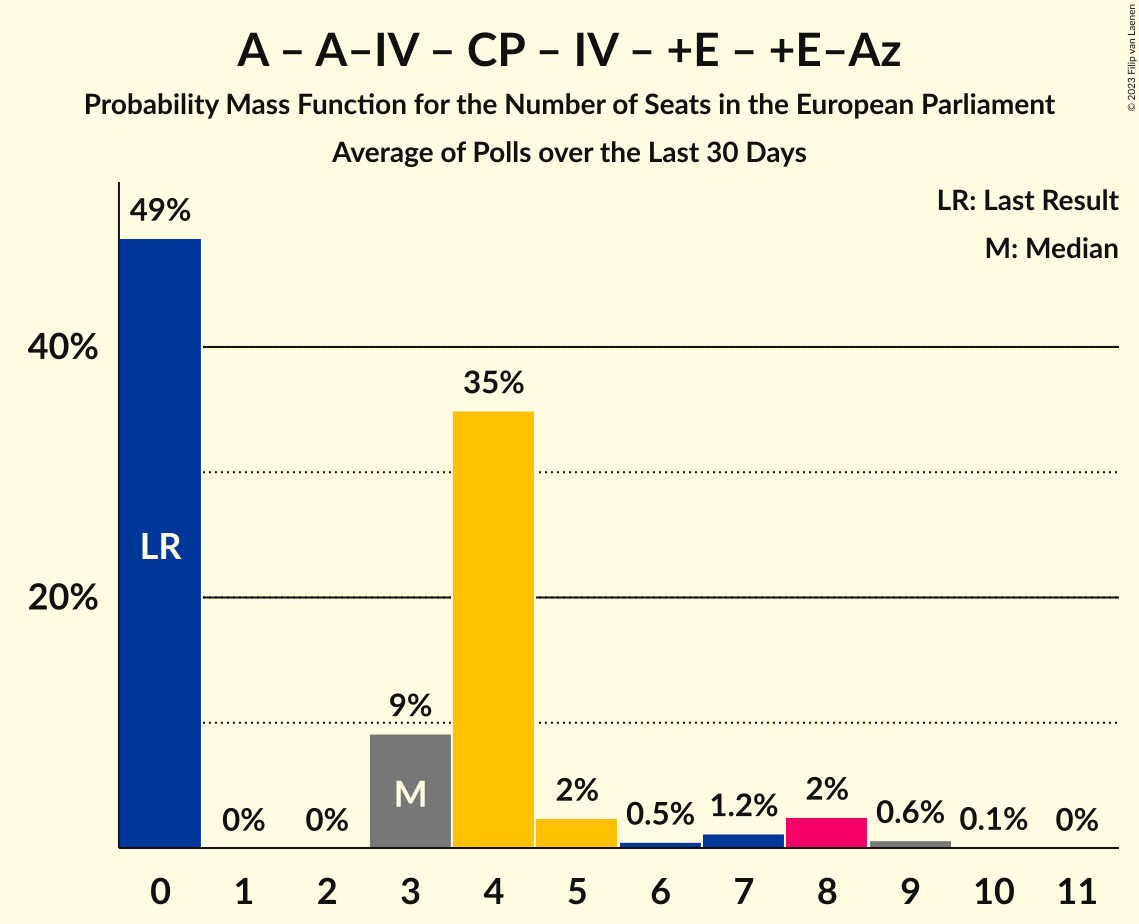 A – A–IV – CP – IV – +E – +E–Az
Probability Mass Function for the Number of Seats in the European Parliament
Average of Polls over the Last 30 Days
© 2023 Filip van Laenen
LR: Last Result
M: Median
49%
40%
35%
LR
20%
9%
M
0%
0%
2%
0.5%
1.2%
2%
0.6%
0.1%
0%
0 1 2 3 4 5 6 7 8 9 10 11